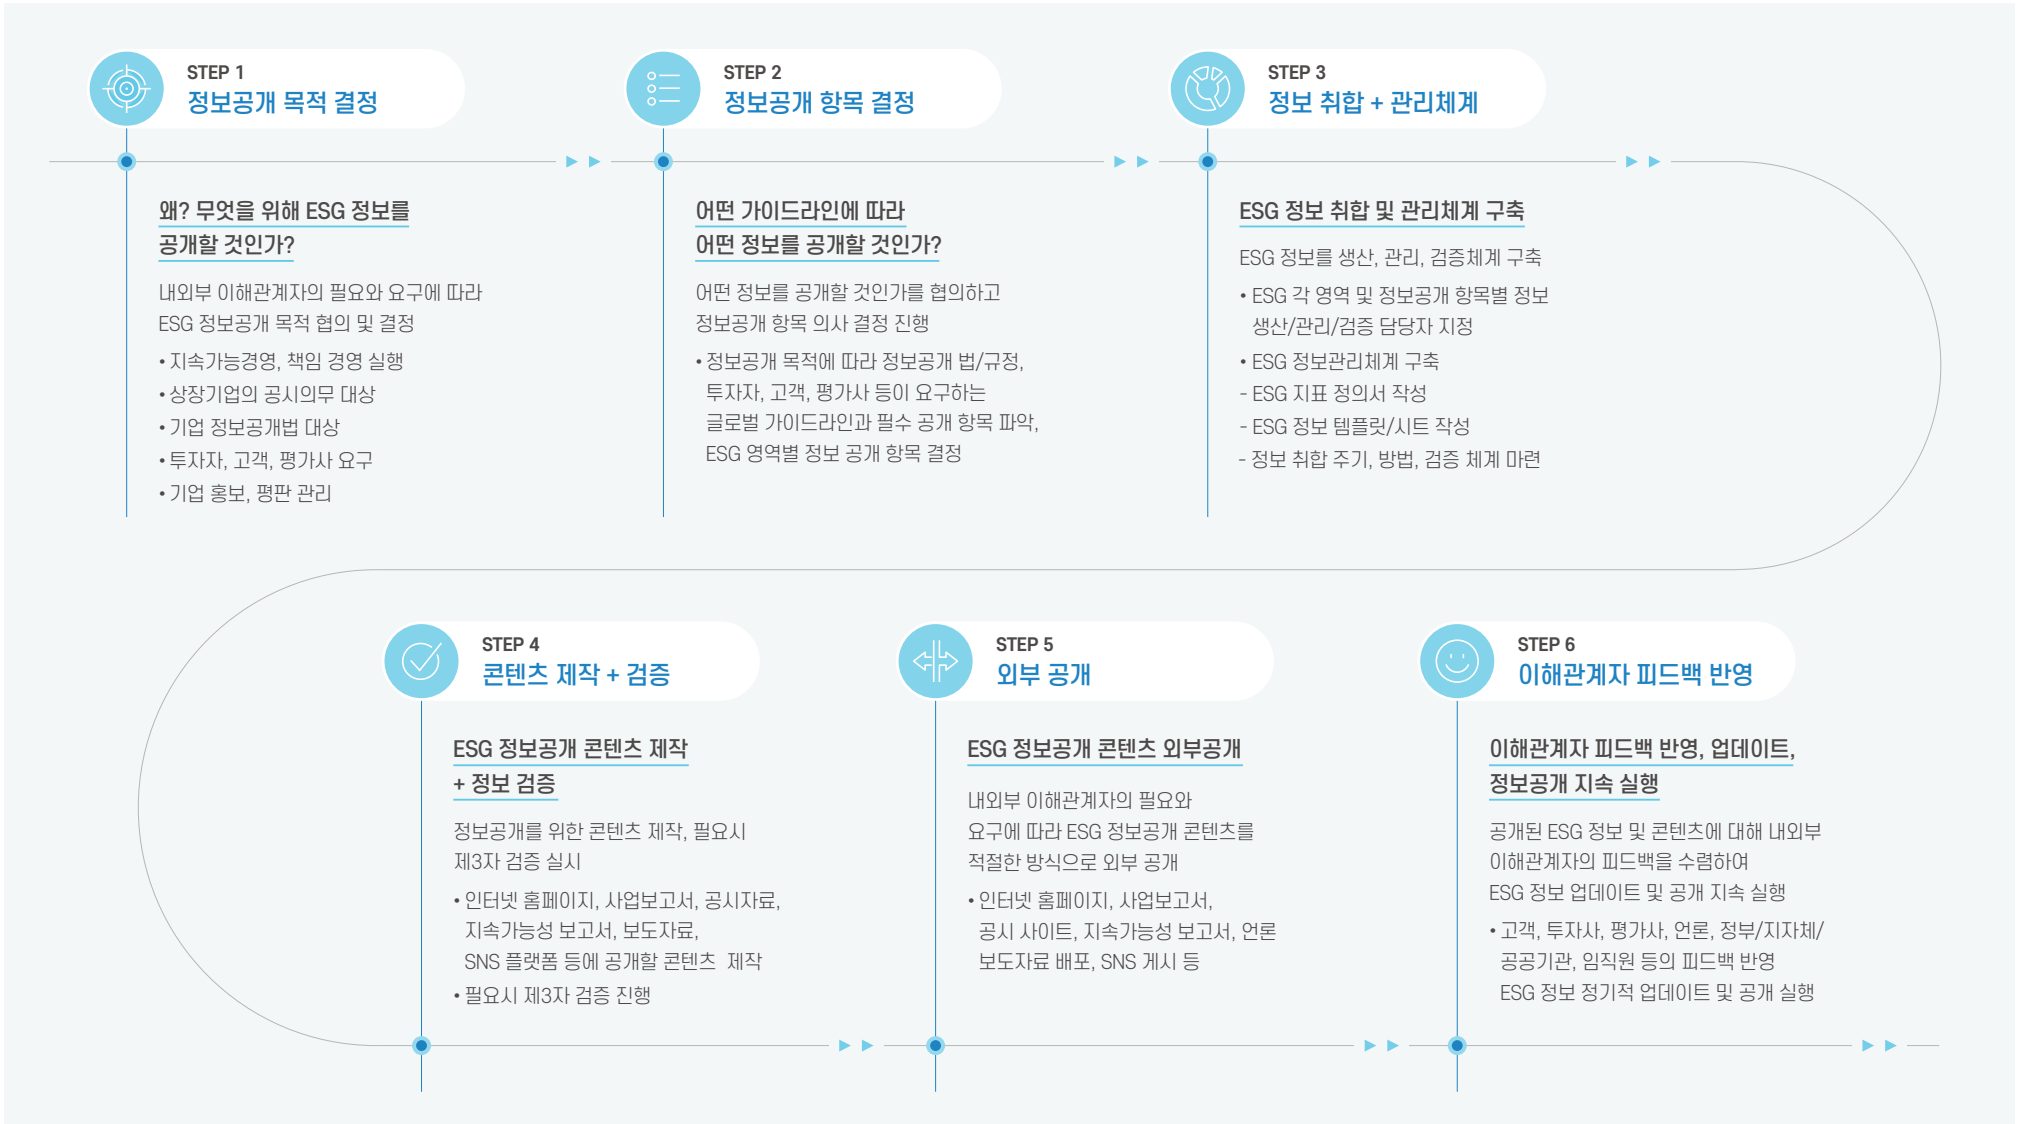 STEP 1
정보공개 목적 결정
왜? 무엇을 위해 ESG 정보를
공개할 것인가?
내외부 이해관계자의 필요와 요구에 따라
ESG 정보공개 목적 협의 및 결정
• 지속가능경영, 책임 경영 실행
• 상장기업의 공시의무 대상
• 기업 정보공개법 대상
• 투자자, 고객, 평가사 요구
• 기업 홍보, 평판 관리
STEP 2
정보공개 항목 결정
어떤 가이드라인에 따라
어떤 정보를 공개할 것인가?
어떤 정보를 공개할 것인가를 협의하고
정보공개 항목 의사 결정 진행
• 정보공개 목적에 따라 정보공개 법/규정,
투자자, 고객, 평가사 등이 요구하는
글로벌 가이드라인과 필수 공개 항목 파악,
ESG 영역별 정보 공개 항목 결정
STEP 3
정보 취합 + 관리체계
ESG 정보 취합 및 관리체계 구축
ESG 정보를 생산, 관리, 검증체계 구축
• ESG 각 영역 및 정보공개 항목별 정보
생산/관리/검증 담당자 지정
• ESG 정보관리체계 구축
- ESG 지표 정의서 작성
- ESG 정보 템플릿/시트 작성
- 정보 취합 주기, 방법, 검증 체계 마련
STEP 4
콘텐츠 제작 + 검증
ESG 정보공개 콘텐츠 제작
+ 정보 검증
정보공개를 위한 콘텐츠 제작, 필요시
제3자 검증 실시
• 인터넷 홈페이지, 사업보고서, 공시자료,
지속가능성 보고서, 보도자료,
SNS 플랫폼 등에 공개할 콘텐츠 제작
• 필요시 제3자 검증 진행
STEP 5
외부 공개
ESG 정보공개 콘텐츠 외부공개
내외부 이해관계자의 필요와
요구에 따라 ESG 정보공개 콘텐츠를
적절한 방식으로 외부 공개
• 인터넷 홈페이지, 사업보고서,
공시 사이트, 지속가능성 보고서, 언론
보도자료 배포, SNS 게시 등
STEP 6
이해관계자 피드백 반영
이해관계자 피드백 반영, 업데이트,
정보공개 지속 실행
공개된 ESG 정보 및 콘텐츠에 대해 내외부
이해관계자의 피드백을 수렴하여
ESG 정보 업데이트 및 공개 지속 실행
• 고객, 투자사, 평가사, 언론, 정부/지자체/
공공기관, 임직원 등의 피드백 반영
ESG 정보 정기적 업데이트 및 공개 실행